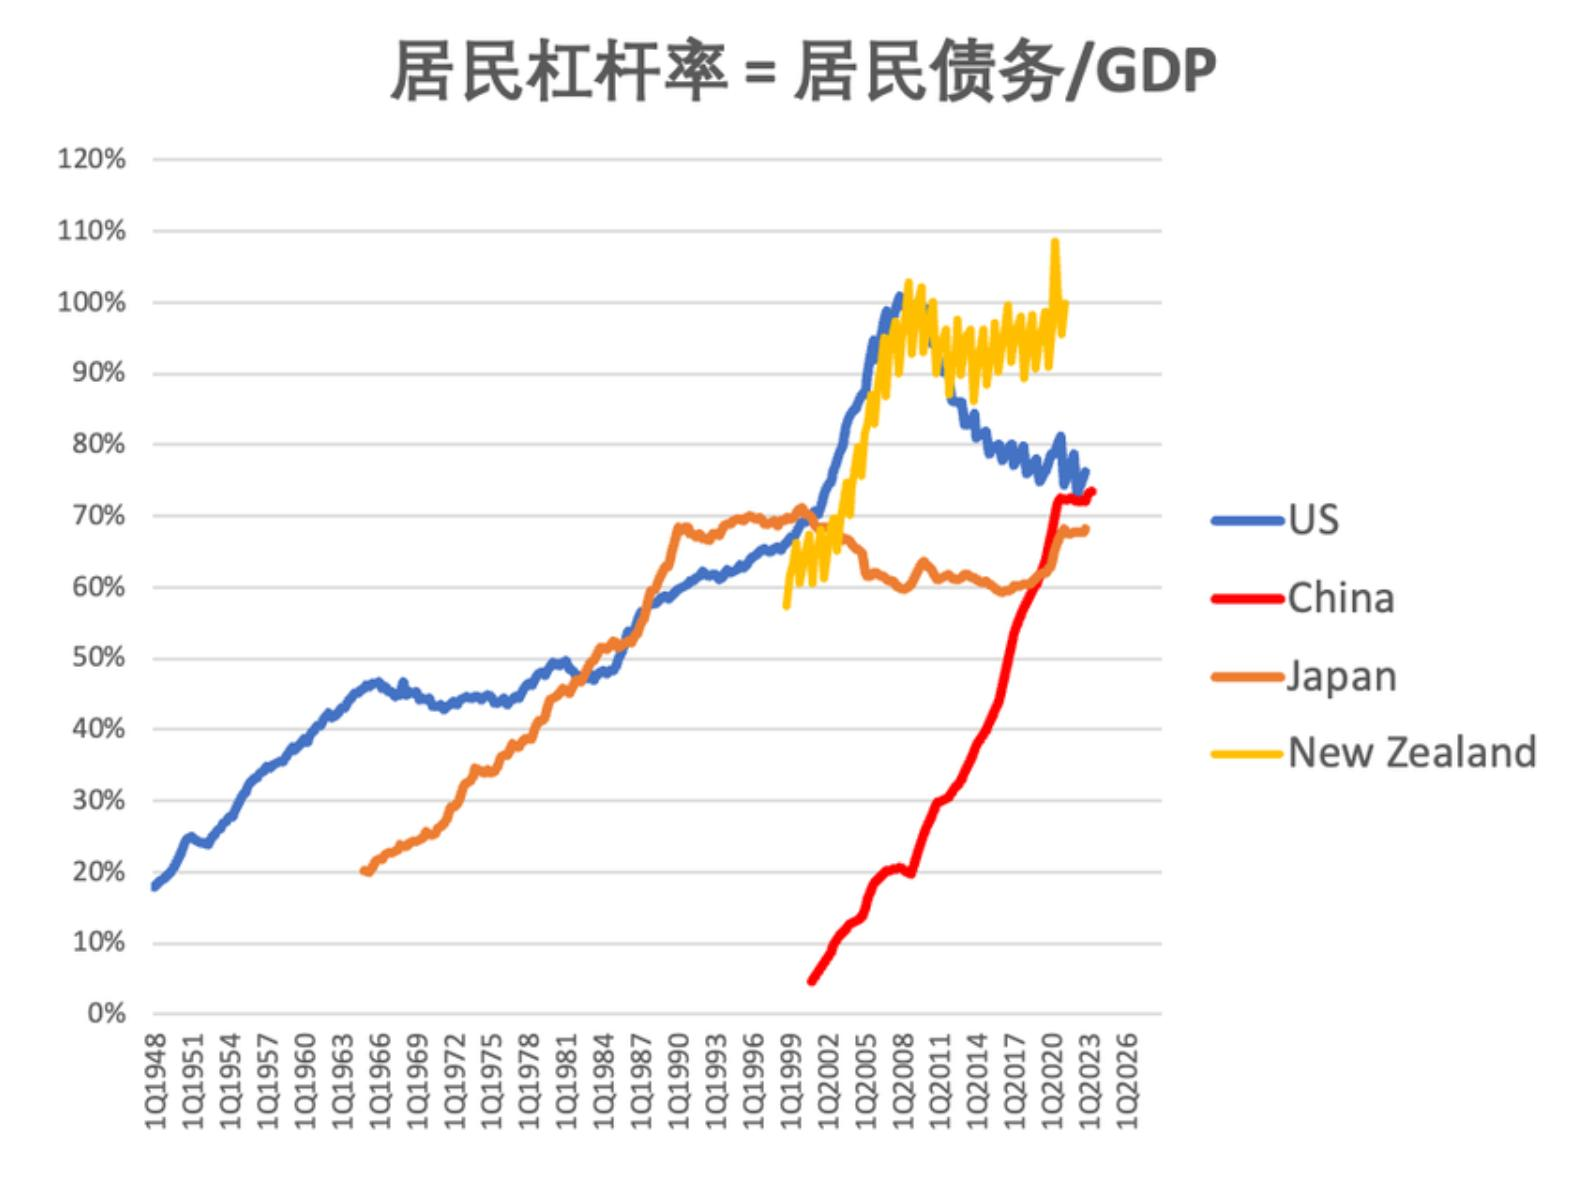 居民杠杆率 = 居民债务/GDP
120%
110%
100%
90%
80%
70%
60%
50%
40%
30%
20%
10%
0%
1Q1948
1Q1951
1Q1954
1Q1957
1Q1960
1Q1963
1Q1966
1Q1969
1Q1972
1Q1975
1Q1978
1Q1981
1Q1984
1Q1987
1Q1990
1Q1993
1Q1996
1Q1999
1Q2002
1Q2005
1Q2008
1Q2011
1Q2014
1Q2017
1Q2020
1Q2023
1Q2026
US
China
Japan
New Zealand